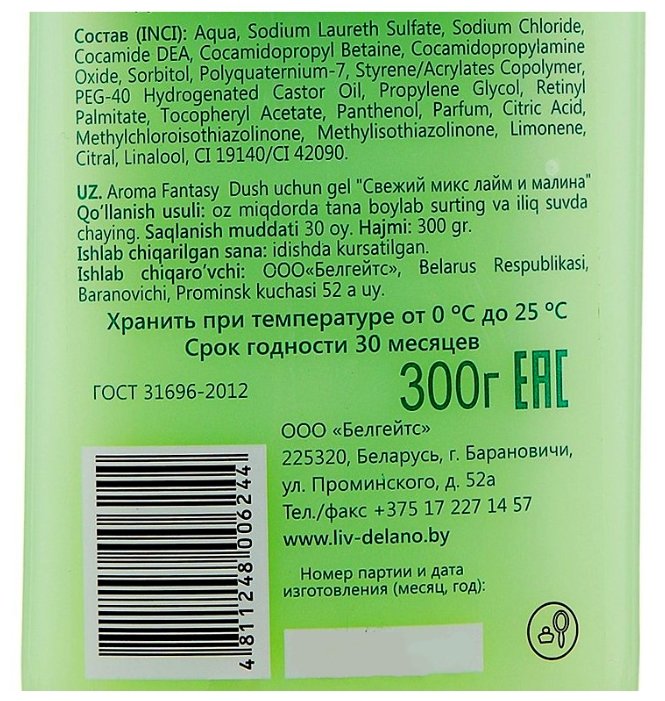 Состав (INCI): Aqua, Sodium Laureth Sulfate, Sodium Chloride,
Cocamide DEA, Cocamidopropyl Betaine, Cocamidopropylamine
Oxide, Sorbitol, Polyquaternium-7, Styrene/Acrylates Copolymer,
PEG-40 Hydrogenated Castor Oil, Propylene Glycol, Retinyl
Palmitate, Tocopheryl Acetate, Panthenol, Parfum, Citric Acid,
Methylchloroisothiazolinone, Methylisothiazolinone, Limonene,
Citral, Linalool, CI 19140/CI 42090.
UZ. Aroma Fantasy Dush uchun gel "Свежий микс лайм и малина"
Qo'llanish usuli: oz miqdorda tana boylab surting va iliq suvda
chaying. Saqlanish muddati 30 oy. Hajmi: 300 gr.
Ishlab chiqarilgan sana: idishda kursatilgan.
Ishlab chiqaro'vchi: ООО«Белгейтс», Belarus Respublikasi,
Baranovichi, Prominsk kuchasi 52 a uy.
Хранить при температуре от 0 ºС до 25 ºС
Срок годности 30 месяцев
ГОСТ 31696-2012
300г EAC
ООО «Белгейтс»
225320, Беларусь, г. Барановичи,
ул. Проминского, д. 52а
Тел./факс +375 17 227 14 57
www.liv-delano.by
Номер партии и дата
изготовления (месяц, год):
4 811248 006244